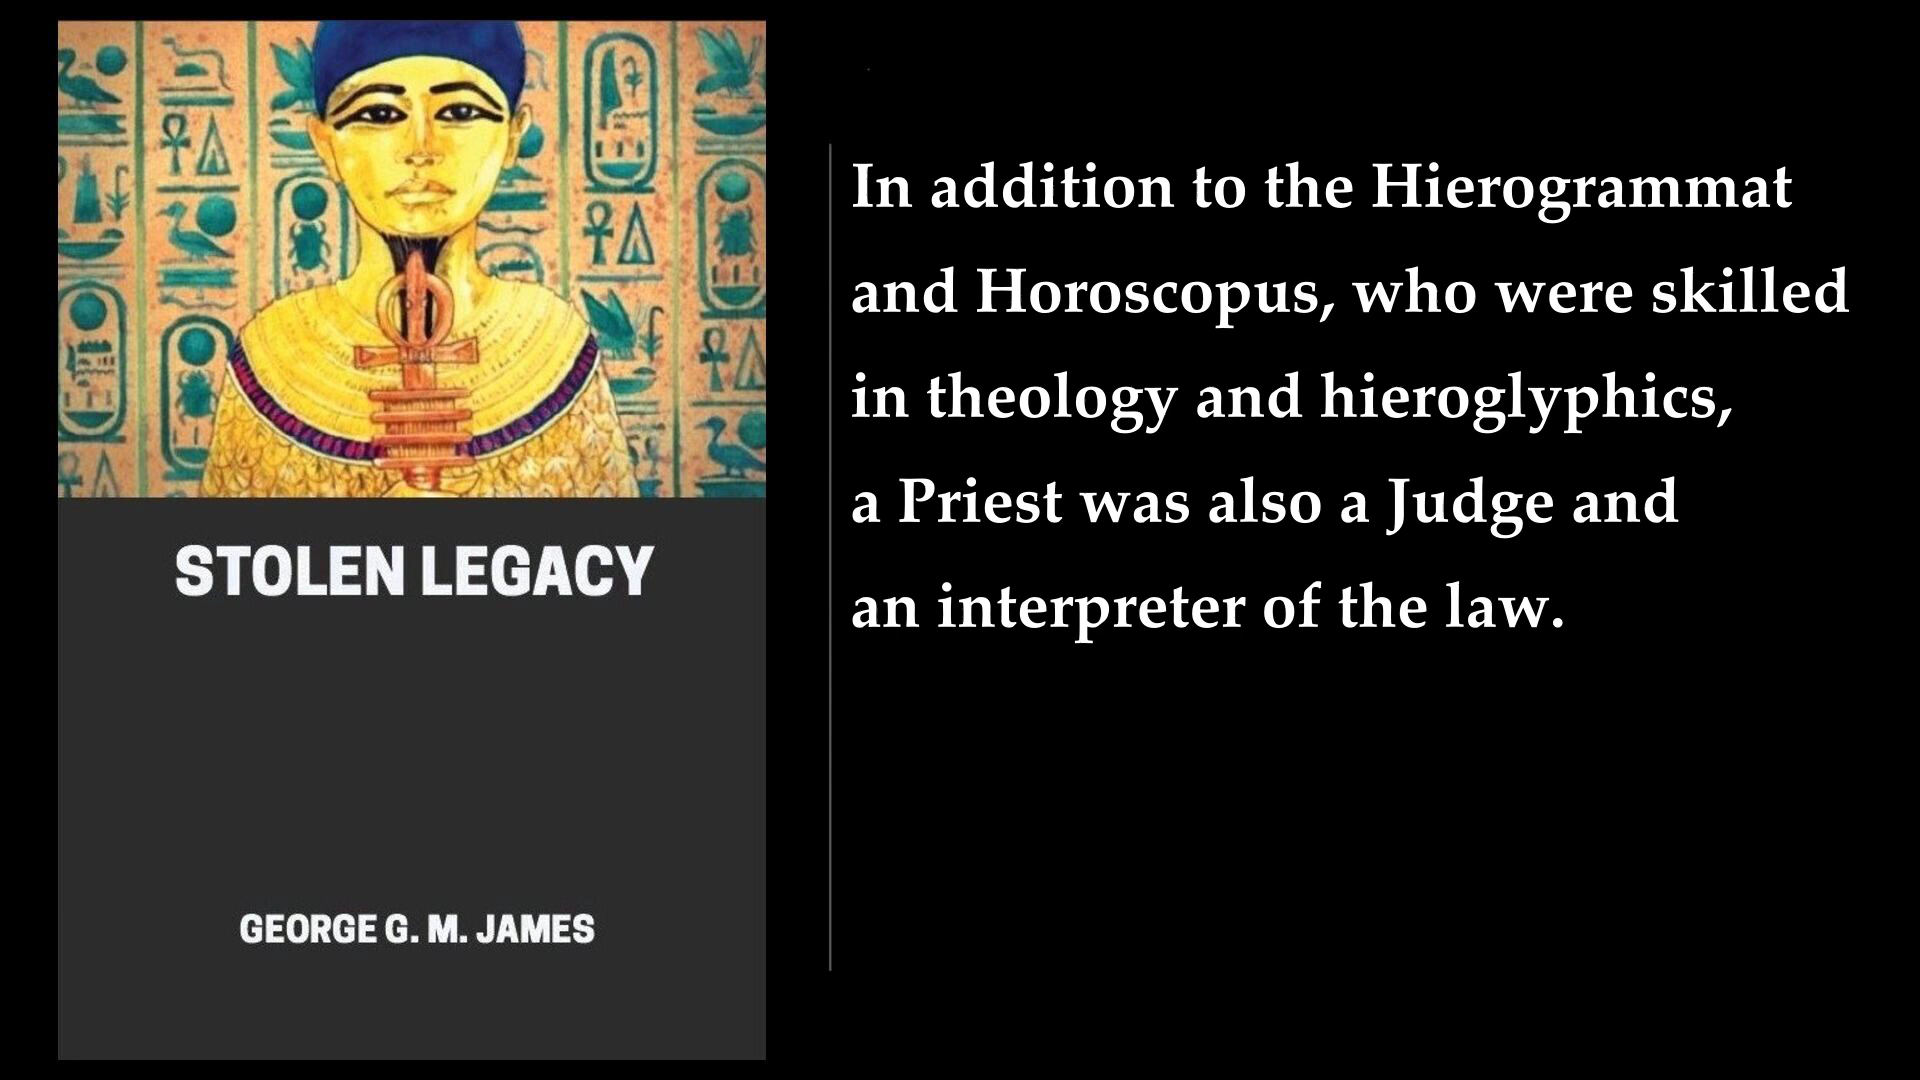 STOLEN LEGACY
GEORGE G. M. JAMES
In addition to the Hierogrammat
and Horoscopus, who were skilled
in theology and hieroglyphics,
a Priest was also a Judge and
an interpreter of the law.